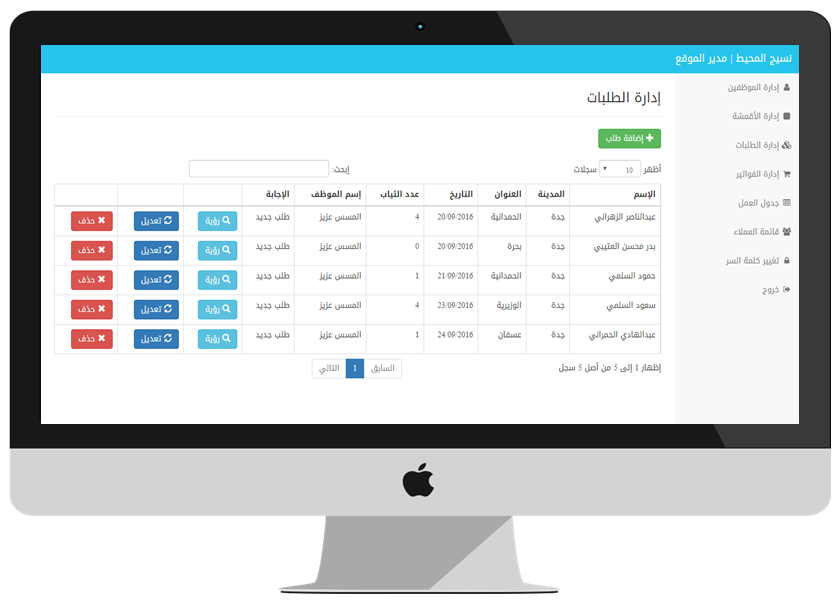 نسيج المحيط | مدير الموقع
إدارة الموظفين
إدارة الأقمشة
إدارة الطلبات
إدارة الفواتير
جدول العمل
قائمة العملاء
تغيير كلمة السر
خروج
إدارة الطلبات
إضافة طلب
أظهر 10 سجلات
إبحث:
الإسم المدينة العنوان التاريخ عدد الثياب إسم الموظف الإجابة
عبدالناصر الزهراني جدة الحمدانية 20/09/2016 4 المسس عزيز طلب جديد رؤية تعديل حذف
بدر محسن العتيبي جدة بحرة 20/09/2016 0 المسس عزيز طلب جديد رؤية تعديل حذف
حمود السلمي جدة الحمدانية 21/09/2016 1 المسس عزيز طلب جديد رؤية تعديل حذف
سعود السلمي جدة الوزيرية 23/09/2016 4 المسس عزيز طلب جديد رؤية تعديل حذف
عبدالهادي الحمراني جدة عسفان 24/09/2016 1 المسس عزيز طلب جديد رؤية تعديل حذف
إظهار 1 إلى 5 من أصل 5 سجل
السابق 1 التالي